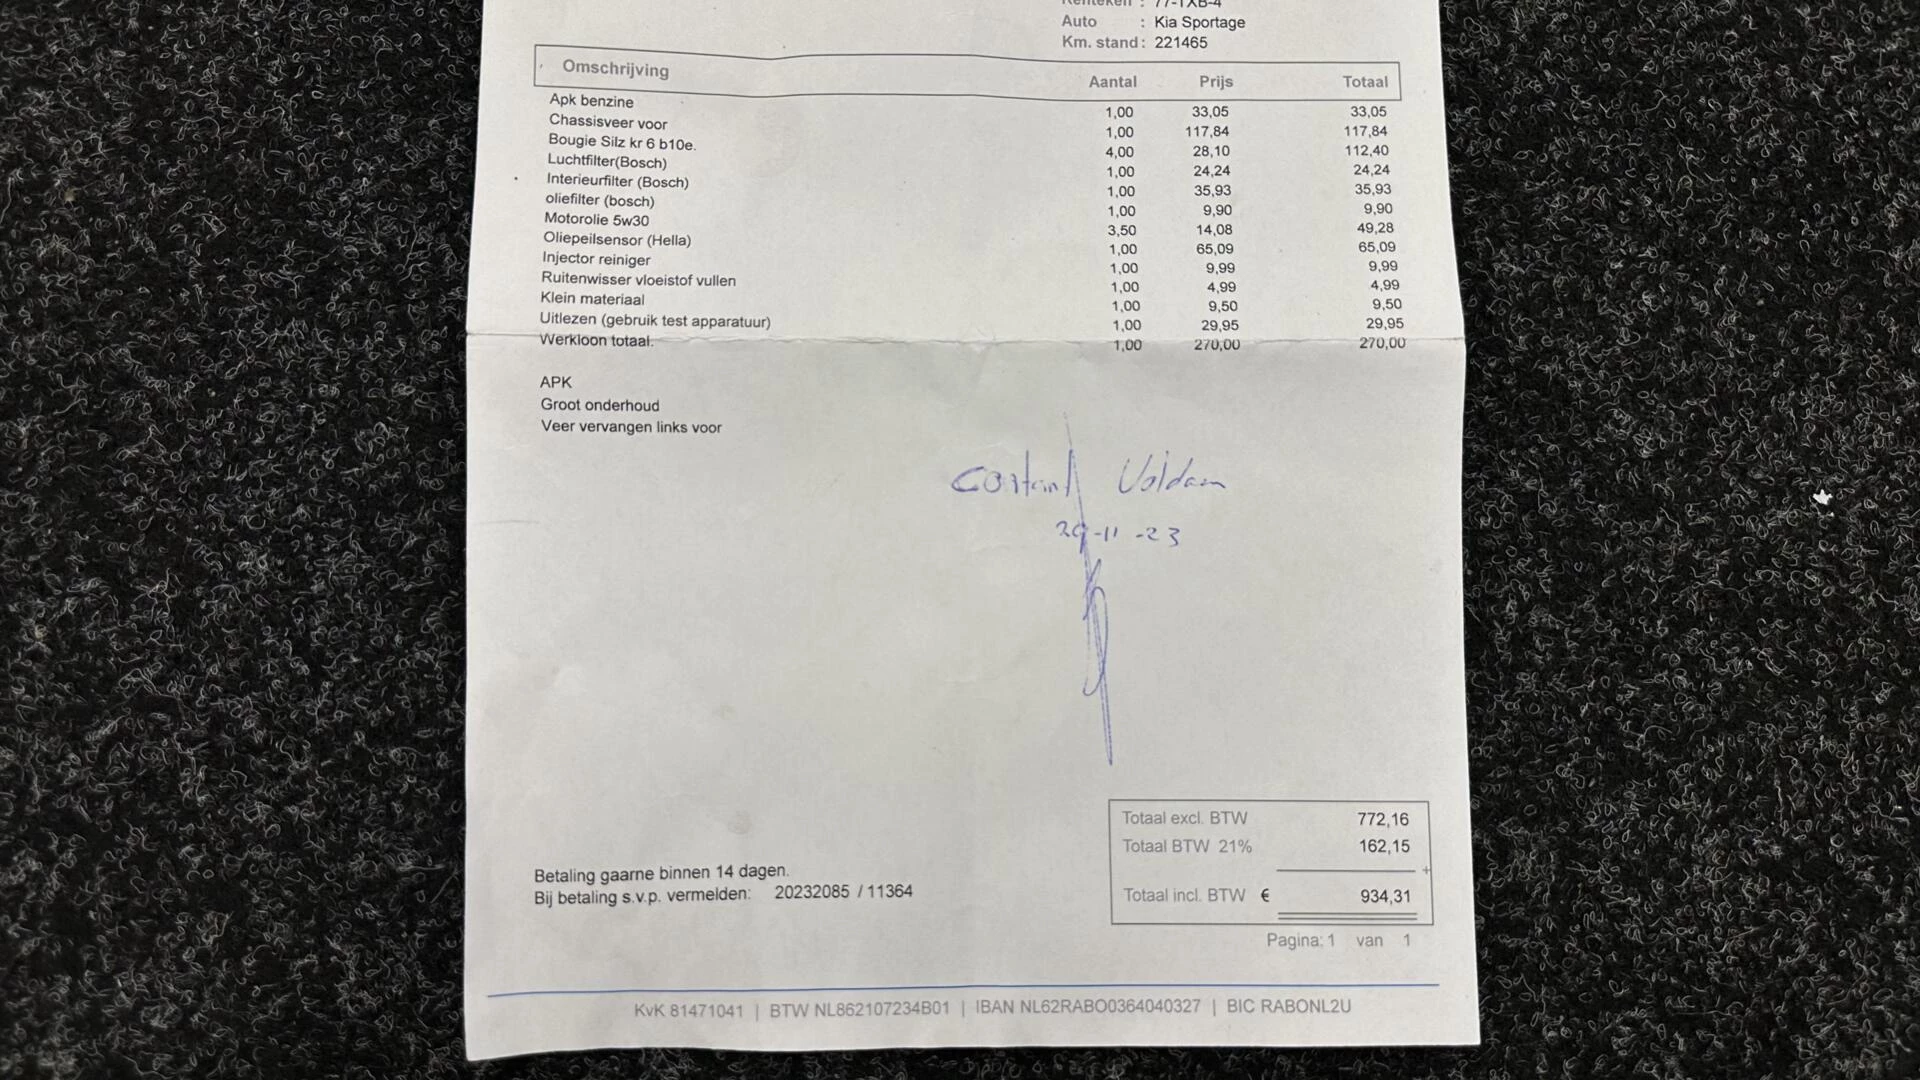 Kenteken : 77-TXB-4
Auto : Kia Sportage
Km. stand : 221465
Omschrijving Aantal Prijs Totaal
Apk benzine 1,00 33,05 33,05
Chassisveer voor 1,00 117,84 117,84
Bougie Silz kr 6 b10e. 4,00 28,10 112,40
Luchtfilter(Bosch) 1,00 24,24 24,24
Interieurfilter (Bosch) 1,00 35,93 35,93
oliefilter (bosch) 1,00 9,90 9,90
Motorolie 5w30 3,50 14,08 49,28
Oliepeilsensor (Hella) 1,00 65,09 65,09
Injector reiniger 1,00 9,99 9,99
Ruitenwisser vloeistof vullen 1,00 4,99 4,99
Klein materiaal 1,00 9,50 9,50
Uitlezen (gebruik test apparatuur) 1,00 29,95 29,95
Werkloon totaal. 1,00 270,00 270,00
APK
Groot onderhoud
Veer vervangen links voor
29-11-23
Totaal excl. BTW 772,16
Totaal BTW 21% 162,15
+
Totaal incl. BTW € 934,31
Betaling gaarne binnen 14 dagen.
Bij betaling s.v.p. vermelden: 20232085 / 11364
Pagina: 1 van 1
KvK 81471041 | BTW NL862107234B01 | IBAN NL62RABO0364040327 | BIC RABONL2U